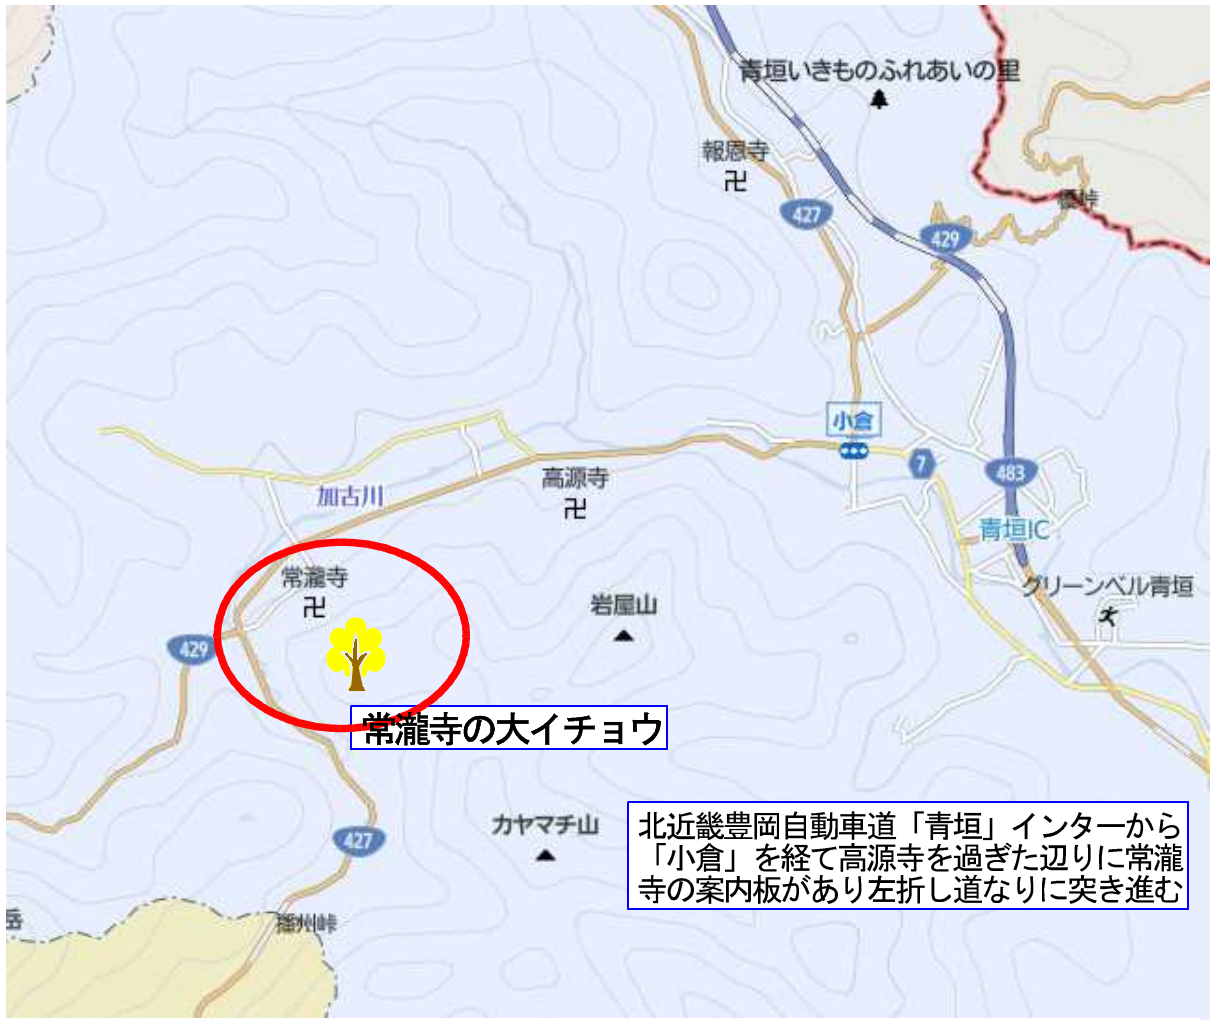 青垣いきものふれあいの里
報恩寺
427
429
榎峠
小倉
7
483
高源寺
加古川
青垣IC
常瀧寺
グリーンベル青垣
岩屋山
429
常瀧寺の大イチョウ
カヤマチ山
427
北近畿豊岡自動車道「青垣」インターから
「小倉」を経て高源寺を過ぎた辺りに常瀧
寺の案内板があり左折し道なりに突き進む
岳
播州峠